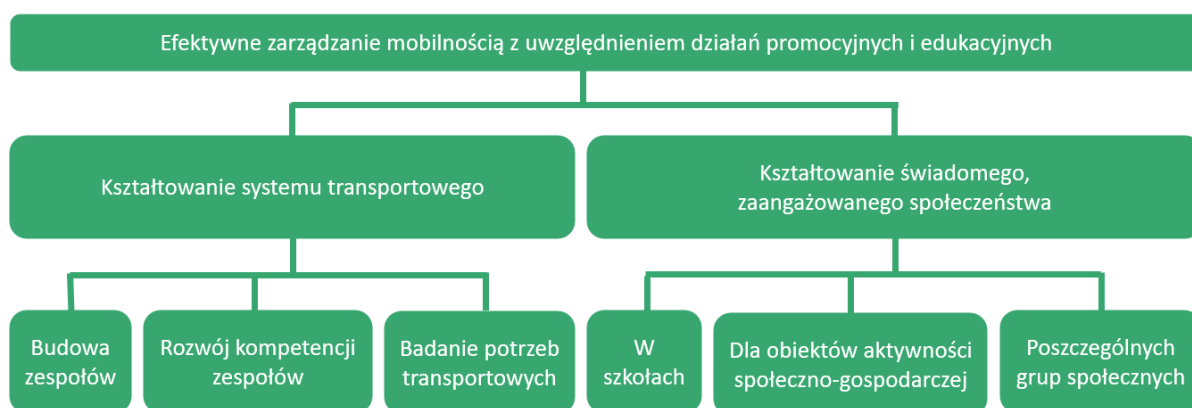 Efektywne zarządzanie mobilnością z uwzględnieniem działań promocyjnych i edukacyjnych
Kształtowanie systemu transportowego
Kształtowanie świadomego,
zaangażowanego społeczeństwa
Budowa
zespołów
Rozwój kompetencji
zespołów
Badanie potrzeb
transportowych
W
szkołach
Dla obiektów aktywności
społeczno-gospodarczej
Poszczególnych
grup społecznych